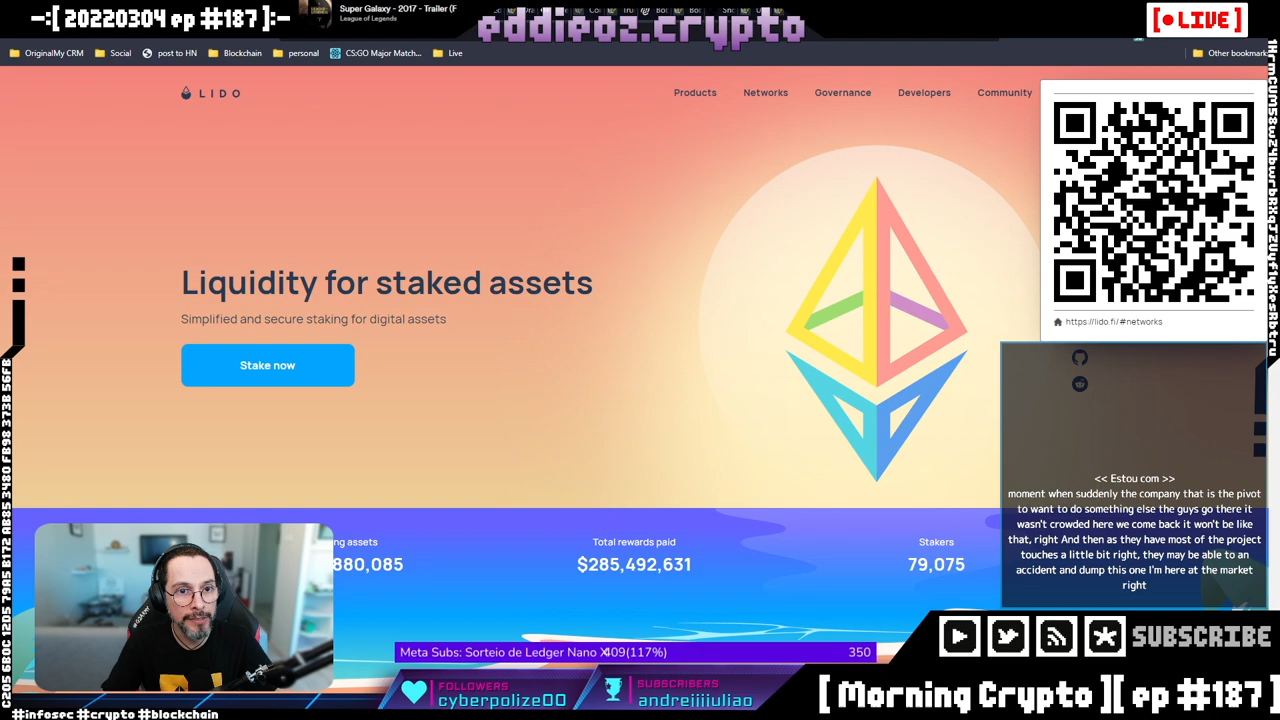 -:[ 20220304 ep #187 ]:-
Super Galaxy - 2017 - Trailer (F
League of Legends
eddieoz.crypto
[• LIVE]
OriginalMy CRM
Social
post to HN
Blockchain
personal
CS:GO Major Match...
Live
Other bookmark
LIDO
Products
Networks
Governance
Developers
Community
https://lido.fi/#networks
Liquidity for staked assets
Simplified and secure staking for digital assets
Stake now
<< Estou com >>
moment when suddenly the company that is the pivot
to want to do something else the guys go there it
wasn't crowded here we come back it won't be like
that, right And then as they have most of the project
touches a little bit right, they may be able to an
accident and dump this one I'm here at the market
right
ng assets
880,085
Total rewards paid
$285,492,631
Stakers
79,075
Meta Subs: Sorteio de Ledger Nano X
409(117%)
350
SUBSCRIBE
FOLLOWERS
cyberpolize00
SUBSCRIBERS
andrejjjiuliao
[ Morning Crypto ][ ep #187 ]
#infosec #crypto #blockchain